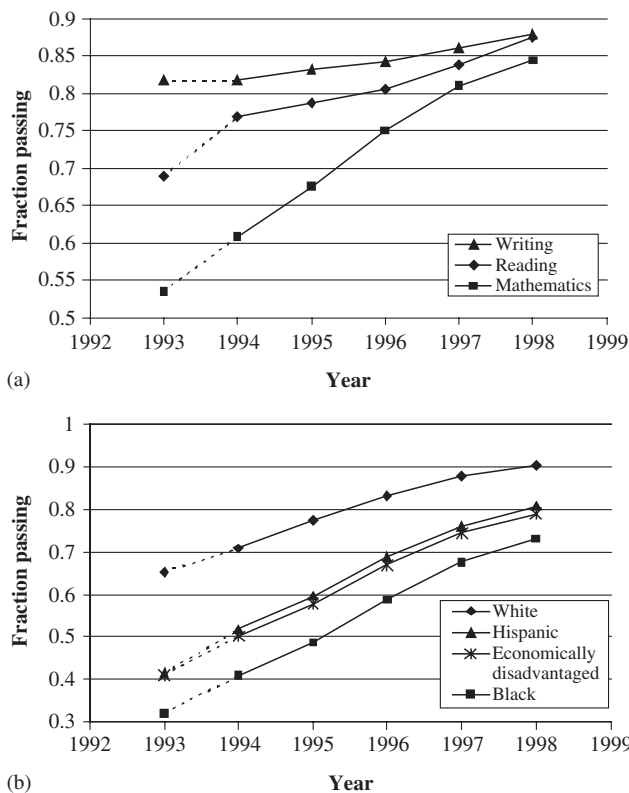 0.9
0.85
0.8
0.75
0.7
0.65
0.6
0.55
0.5
Fraction passing
Writing
Reading
Mathematics
1992 1993 1994 1995 1996 1997 1998 1999
(a)
Year
1
0.9
0.8
0.7
0.6
0.5
0.4
0.3
Fraction passing
White
Hispanic
Economically
disadvantaged
Black
1992 1993 1994 1995 1996 1997 1998 1999
(b)
Year